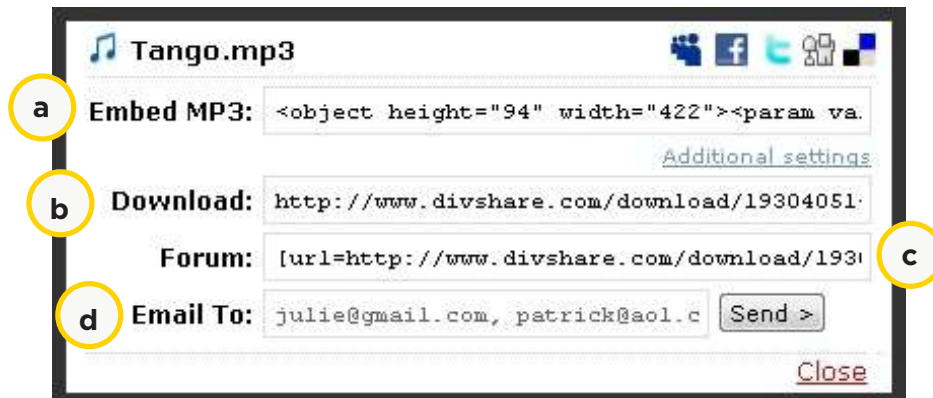 Tango.mp3
a Embed MP3: <object height="94" width="422"><param va.
Additional settings
b Download: http://www.divshare.com/download/19304051
Forum: [url=http://www.divshare.com/download/193 c
d Email To: julie@gmail.com, patrick@aol.c Send >
Close